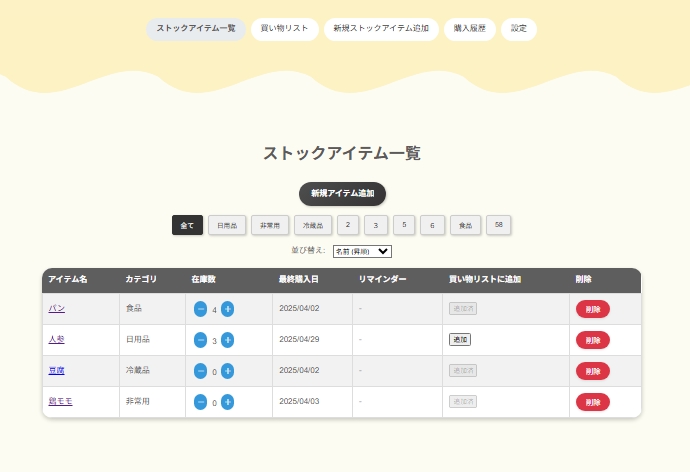 ストックアイテム一覧 買い物リスト 新規ストックアイテム追加 購入履歴 設定
ストックアイテム一覧
新規アイテム追加
全て 日用品 非常用 冷蔵品 2 3 5 6 食品 58
並び替え: 名前 (昇順)
アイテム名 カテゴリ 在庫数 最終購入日 リマインダー 買い物リストに追加 削除
パン 食品 − 4 + 2025/04/02 - 追加済 削除
人参 日用品 − 3 + 2025/04/29 - 追加 削除
豆腐 冷蔵品 − 0 + 2025/04/02 - 追加済 削除
鶏モモ 非常用 − 0 + 2025/04/03 - 追加済 削除